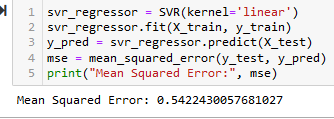 1 svr_regressor = SVR(kernel='linear')
2 svr_regressor.fit(X_train, y_train)
3 y_pred = svr_regressor.predict(X_test)
4 mse = mean_squared_error(y_test, y_pred)
5 print("Mean Squared Error:", mse)
Mean Squared Error: 0.5422430057681027